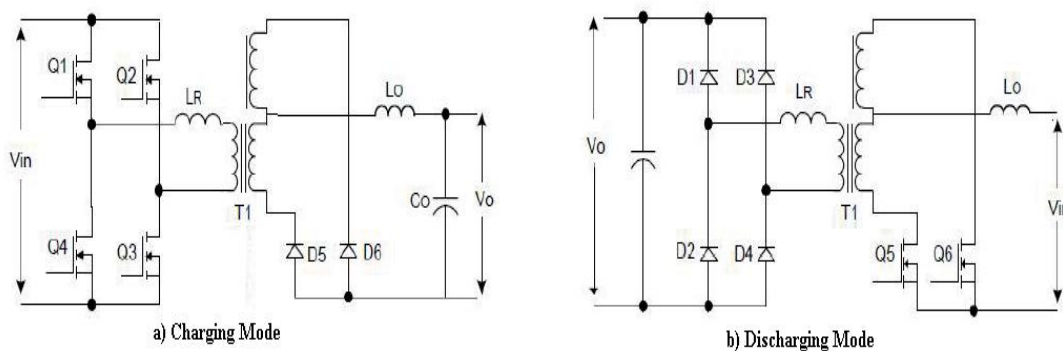 Q1
Q2
LR
Lo
Vin
T1
Co
Vo
Q4
Q3
D5
D6
a) Charging Mode
D1
D3
LR
Lo
Vo
T1
D2
D4
Q5
Q6
b) Discharging Mode